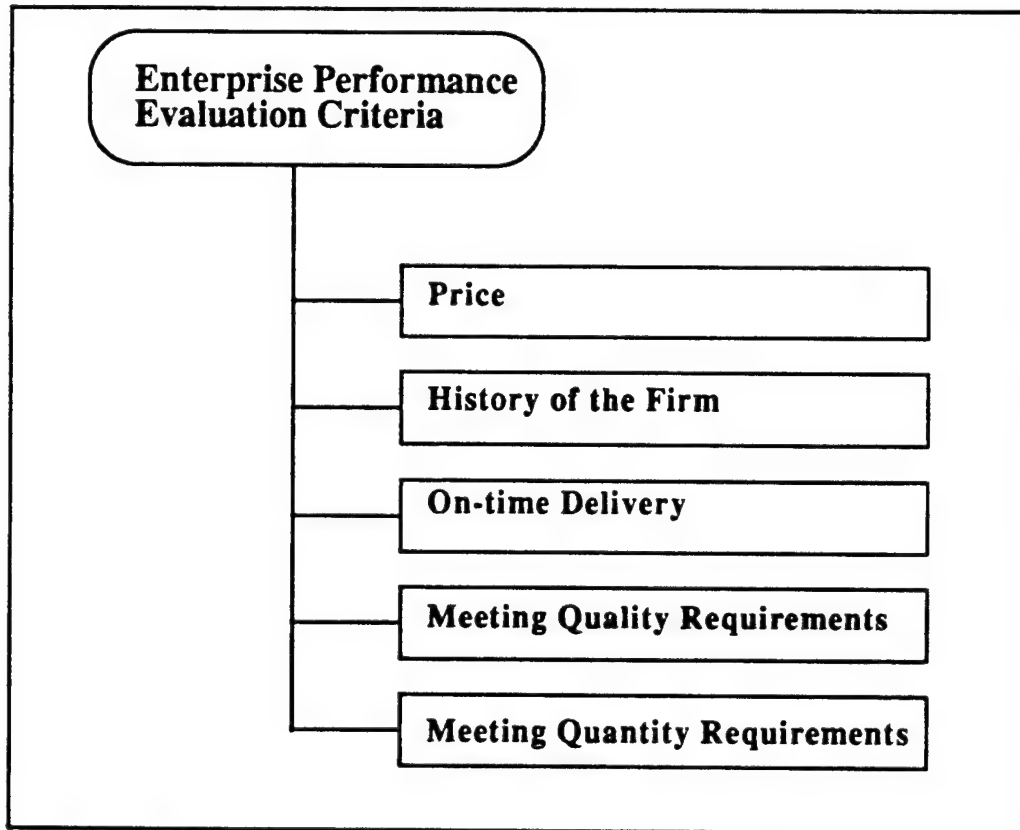 Enterprise Performance
Evaluation Criteria
Price
History of the Firm
On-time Delivery
Meeting Quality Requirements
Meeting Quantity Requirements